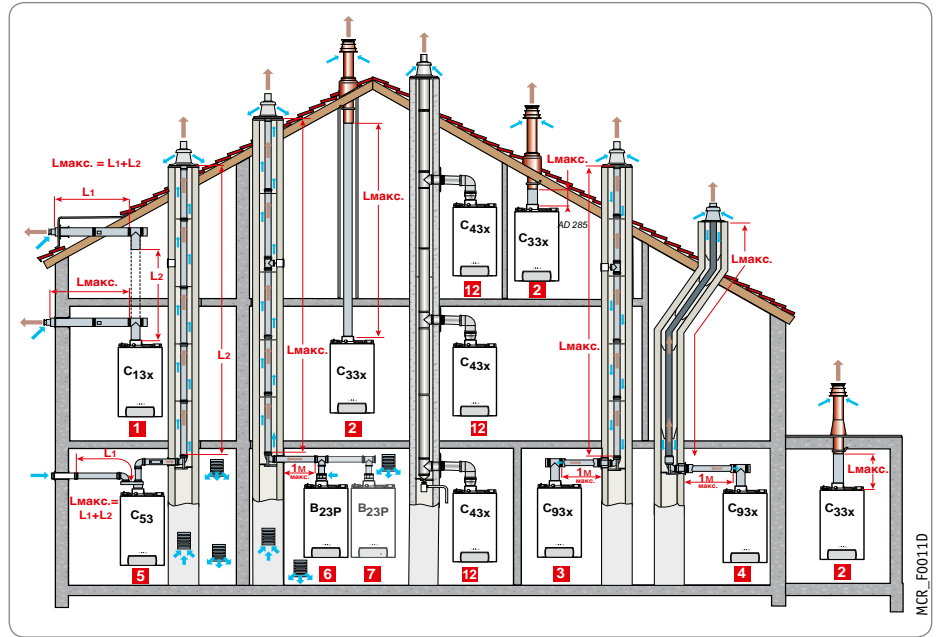 Lмакс. = L1+L2
L1
L2
Lмакс.
C13x
1
L2
Lмакс.
Lмакс.
C33x
2
C43x
12
Lмакс.
AD 285
C33x
2
C43x
12
Lмакс.
Lмакс.
L1
Lмакс.=
L1+L2
C53
5
1м
макс.
B23P
6
B23P
7
C43x
12
1м
макс.
C93x
3
1м
макс.
C93x
4
Lмакс.
C33x
2
MCR_F0011D